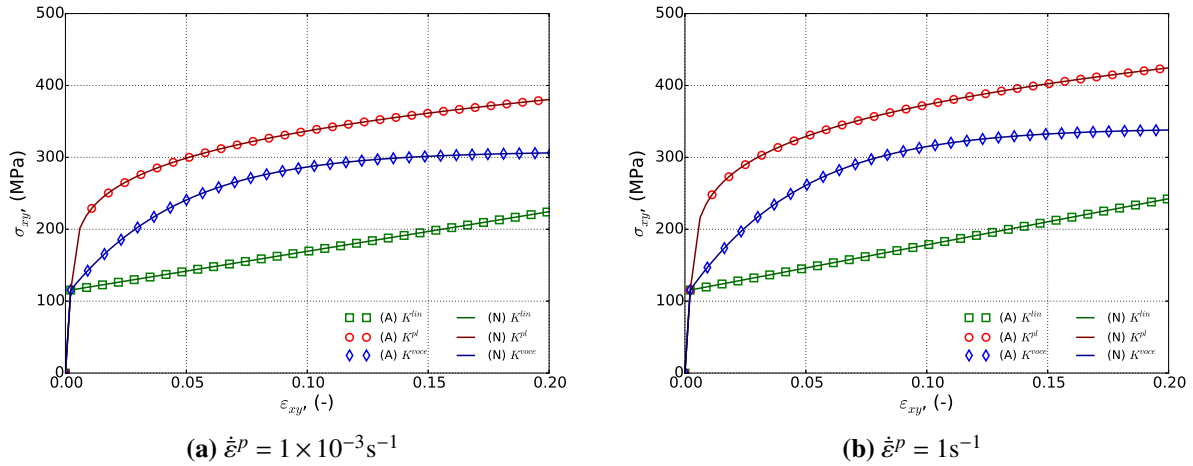 500
400
300
200
100
0
0.00 0.05 0.10 0.15 0.20
σxy, (MPa)
εxy, (-)
(A) K^lin (N) K^lin
(A) K^pl (N) K^pl
(A) K^voce (N) K^voce
(a) ε̇̄^p = 1 × 10⁻³s⁻¹
500
400
300
200
100
0
0.00 0.05 0.10 0.15 0.20
σxy, (MPa)
εxy, (-)
(A) K^lin (N) K^lin
(A) K^pl (N) K^pl
(A) K^voce (N) K^voce
(b) ε̇̄^p = 1s⁻¹